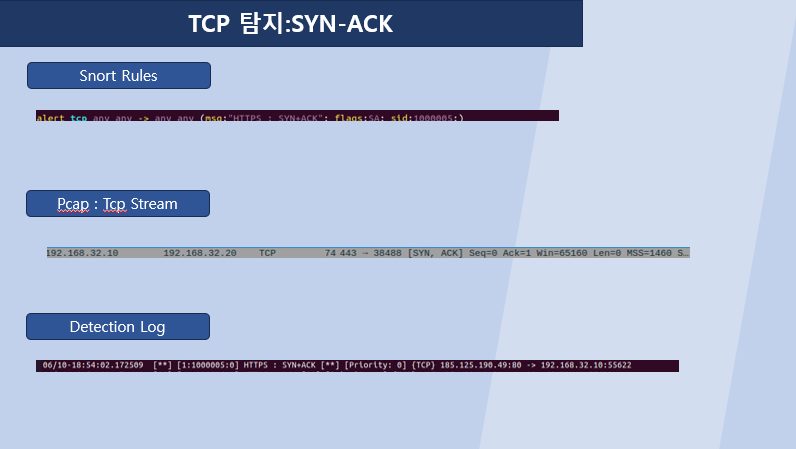 TCP 탐지:SYN-ACK
Snort Rules
alert tcp any any -> any any (msg:"HTTPS : SYN+ACK"; flags:SA; sid:1000005;)
Pcap : Tcp Stream
192.168.32.10 192.168.32.20 TCP 74 443 → 38488 [SYN, ACK] Seq=0 Ack=1 Win=65160 Len=0 MSS=1460 S…
Detection Log
06/10-18:54:02.172509 [**] [1:1000005:0] HTTPS : SYN+ACK [**] [Priority: 0] {TCP} 185.125.190.49:80 -> 192.168.32.10:55622